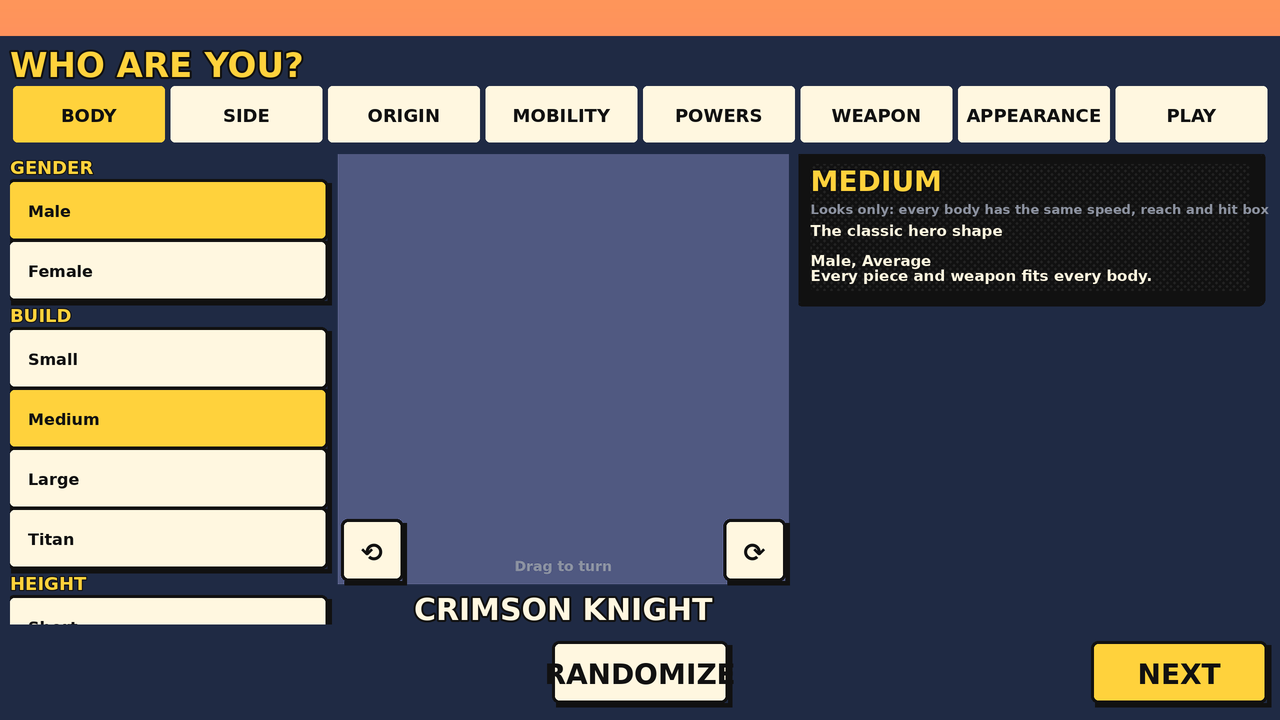 WHO ARE YOU?
BODY
SIDE
ORIGIN
MOBILITY
POWERS
WEAPON
APPEARANCE
PLAY
GENDER
Male
Female
BUILD
Small
Medium
Large
Titan
HEIGHT
Short
⟲
⟳
Drag to turn
CRIMSON KNIGHT
MEDIUM
Looks only: every body has the same speed, reach and hit box
The classic hero shape
Male, Average
Every piece and weapon fits every body.
RANDOMIZE
NEXT